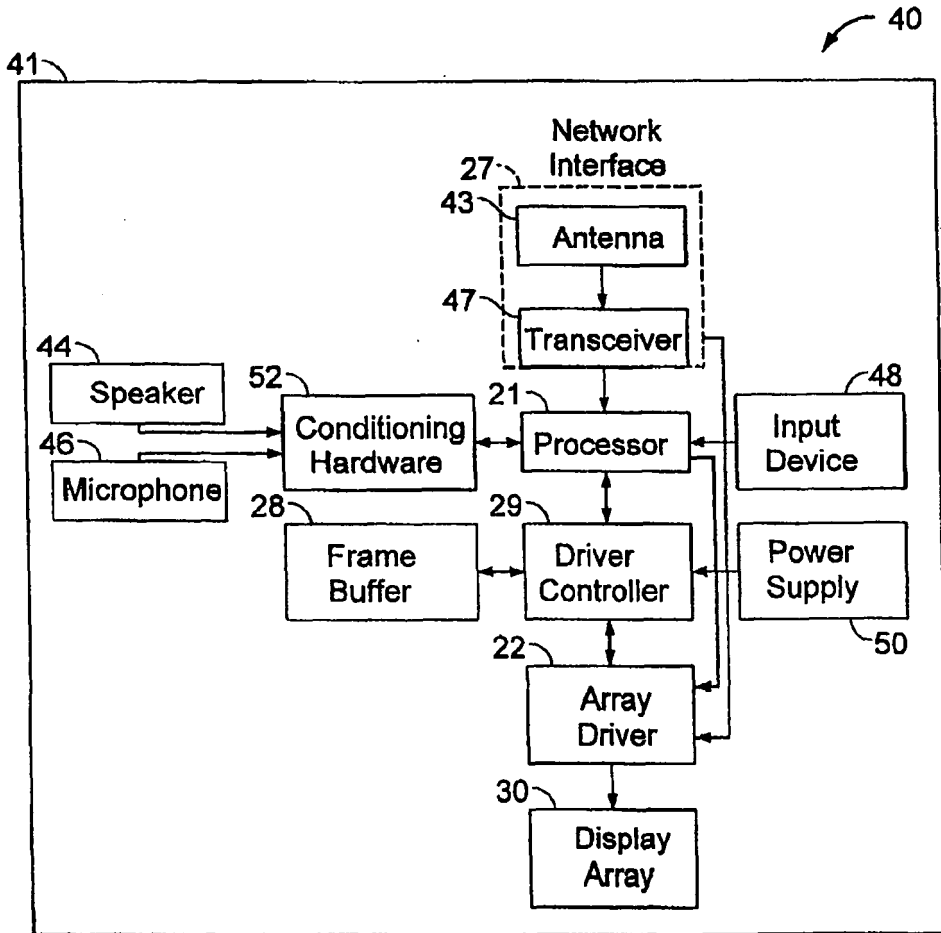 40
41
Network
Interface
27
43
Antenna
47
Transceiver
44
Speaker
52
Conditioning
Hardware
21
Processor
48
Input
Device
46
Microphone
28
Frame
Buffer
29
Driver
Controller
Power
Supply
50
22
Array
Driver
30
Display
Array